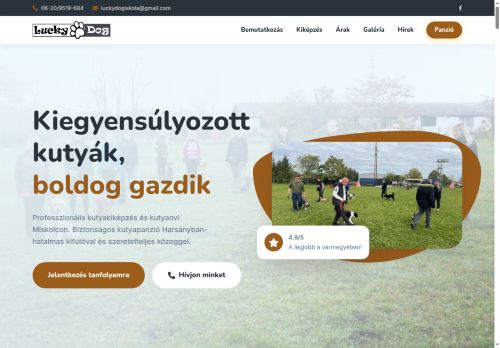 06-20/9519-684 luckydogiskola@gmail.com
Lucky Dog
Bemutatkozás Kiképzés Árak Galéria Hírek Panzió
Kiegyensúlyozott
kutyák,
boldog gazdik
Professzionális kutyakiképzés és kutyaovi
Miskolcon. Biztonságos kutyapanzió Harsányban-
hatalmas kifutóval és szeretetteljes közeggel.
4.9/5
A legjobb a vármegyében!
Jelentkezés tanfolyamra
Hívjon minket